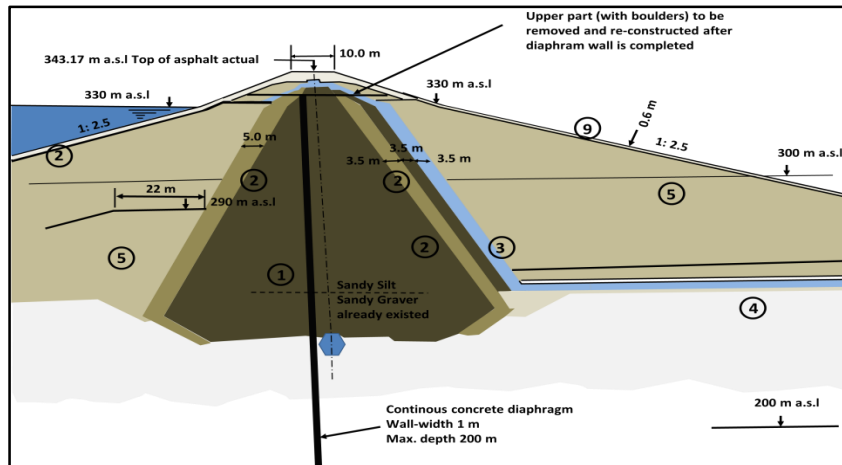 Upper part (with boulders) to be
removed and re-constructed after
diaphram wall is completed
343.17 m a.s.l Top of asphalt actual
10.0 m
330 m a.s.l
330 m a.s.l
1: 2.5
0.6 m
9
1: 2.5
5.0 m
3.5 m
3.5 m
3.5 m
300 m a.s.l
2
2
2
5
22 m
290 m a.s.l
2
3
5
1
Sandy Silt
Sandy Graver
already existed
4
Continous concrete diaphragm
Wall-width 1 m
Max. depth 200 m
200 m a.s.l